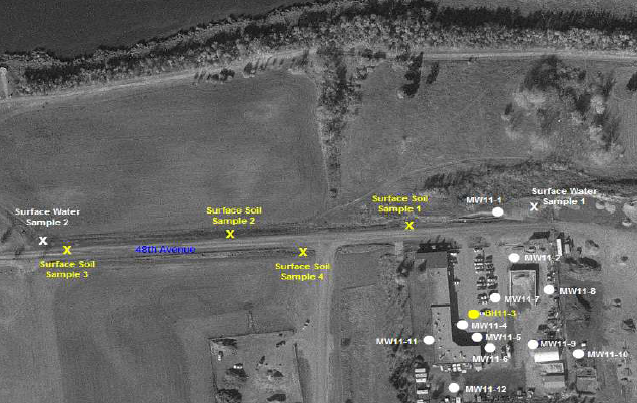 Surface Soil
Sample 1
MW11-1
Surface Water
Sample 1
Surface Water
Sample 2
Surface Soil
Sample 2
48th Avenue
Surface Soil
Sample 3
Surface Soil
Sample 4
MW11-2
MW11-7
MW11-8
BH11-3
MW11-4
MW11-5
MW11-11
MW11-6
MW11-9
MW11-10
MW11-12